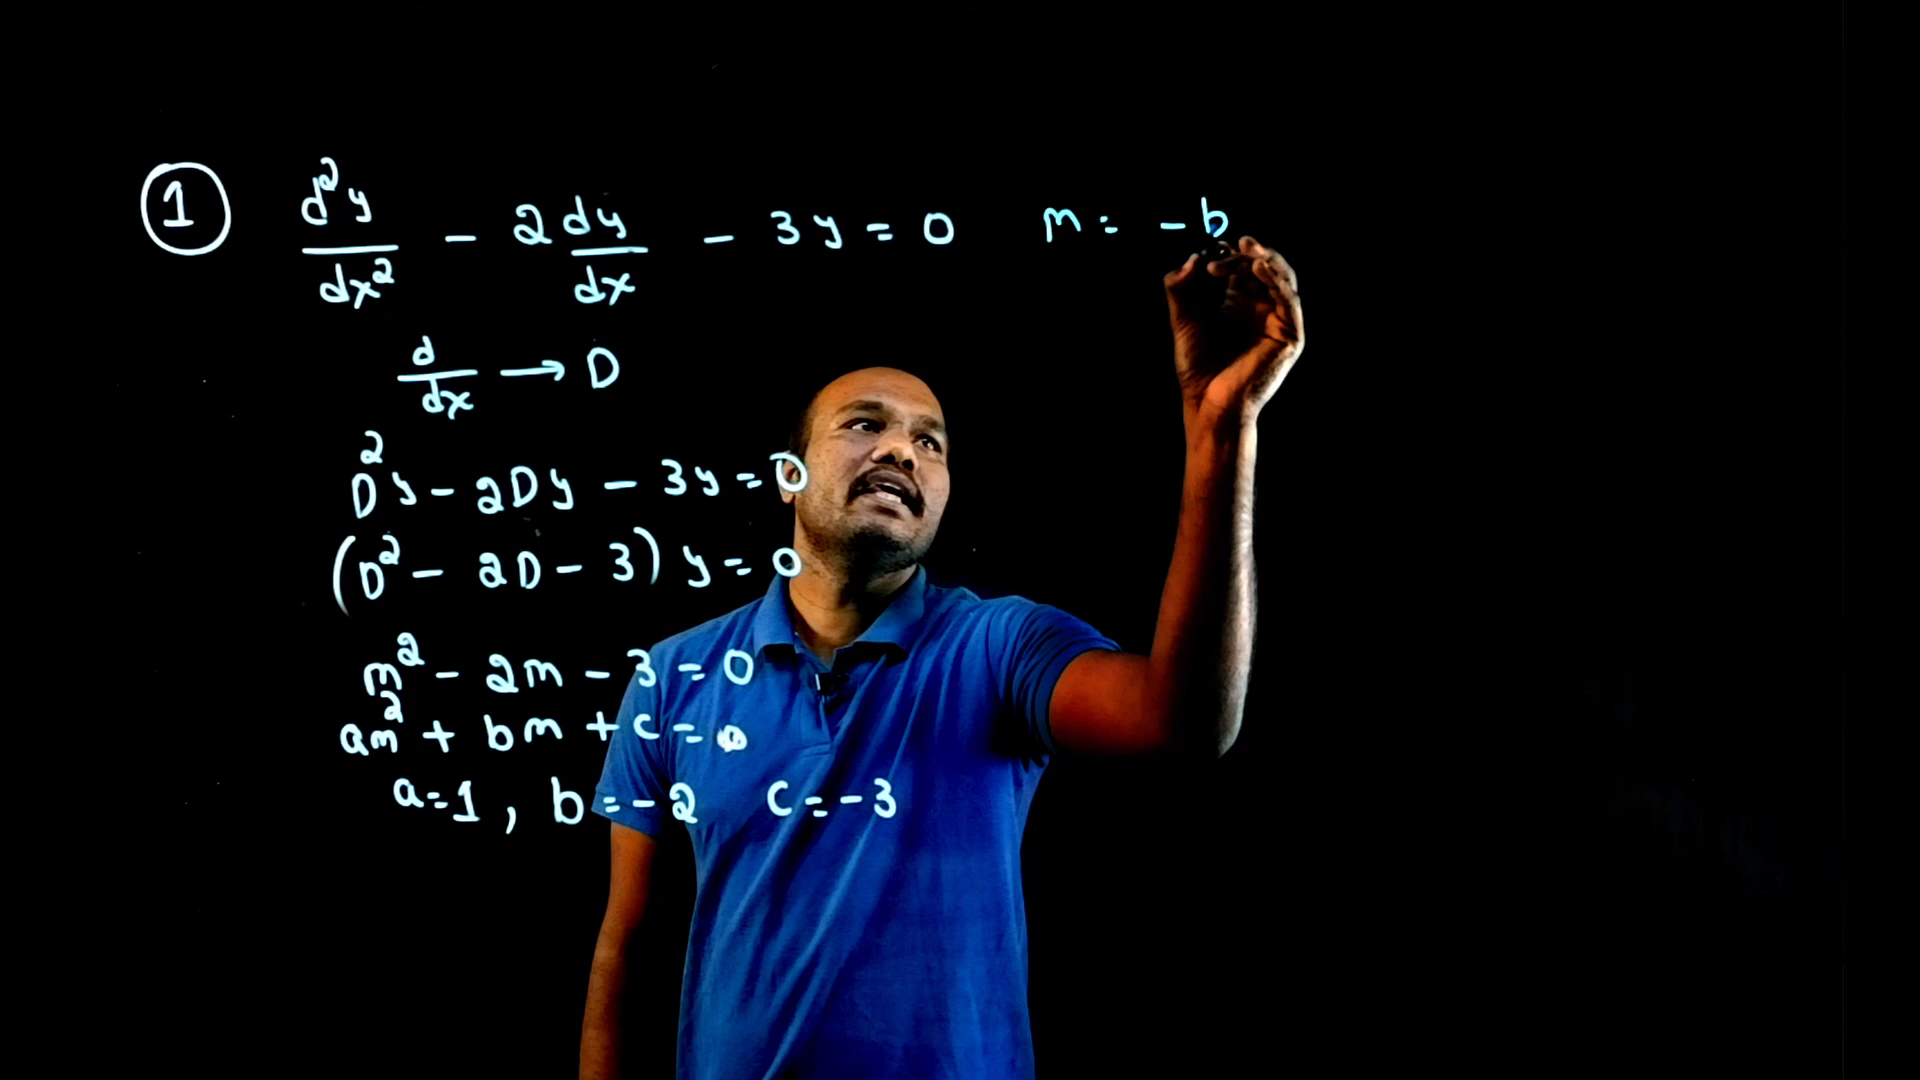 1 d²y/dx² - 2 dy/dx - 3y = 0 m = - b
d/dx → D
D²y - 2Dy - 3y = 0
(D² - 2D - 3) y = 0
m² - 2m - 3 = 0
am² + bm + c = 0
a=1, b=-2 c=-3